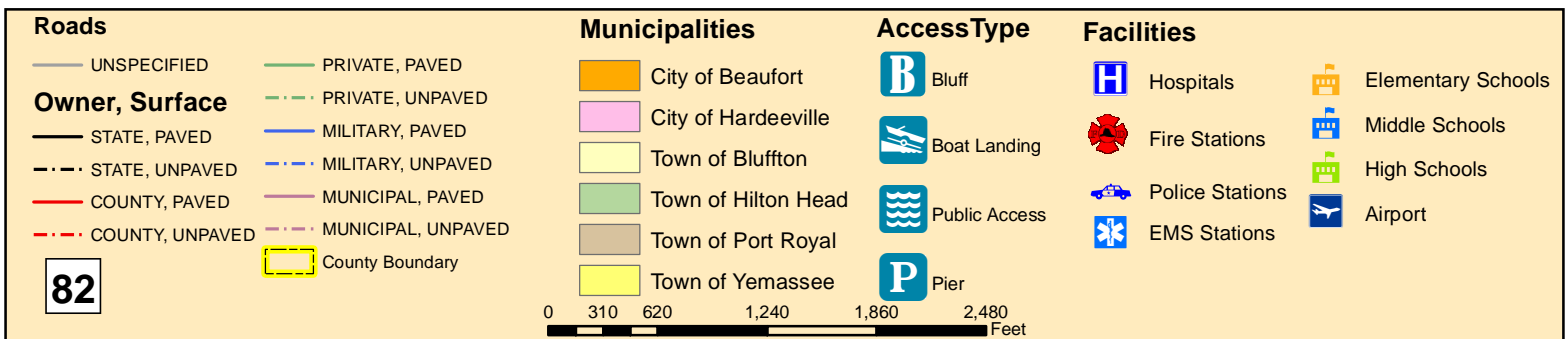 Roads
UNSPECIFIED
Owner, Surface
STATE, PAVED
STATE, UNPAVED
COUNTY, PAVED
COUNTY, UNPAVED
82
PRIVATE, PAVED
PRIVATE, UNPAVED
MILITARY, PAVED
MILITARY, UNPAVED
MUNICIPAL, PAVED
MUNICIPAL, UNPAVED
County Boundary
Municipalities
City of Beaufort
City of Hardeeville
Town of Bluffton
Town of Hilton Head
Town of Port Royal
Town of Yemassee
AccessType
B Bluff
Boat Landing
Public Access
P Pier
Facilities
H Hospitals
Fire Stations
Police Stations
EMS Stations
Elementary Schools
Middle Schools
High Schools
Airport
0 310 620 1,240 1,860 2,480
Feet